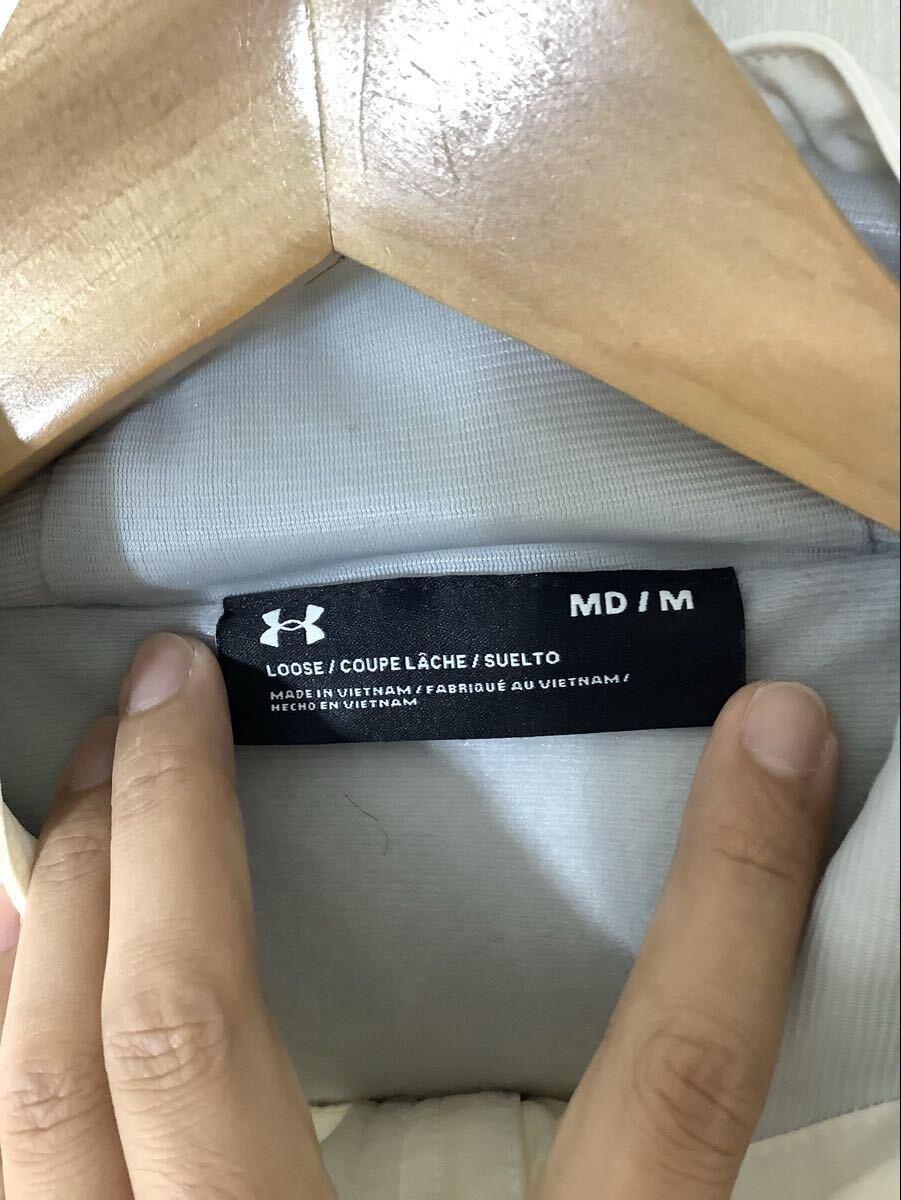 MD / M
LOOSE / COUPE LÂCHE / SUELTO
MADE IN VIETNAM / FABRIQUÉ AU VIETNAM /
HECHO EN VIETNAM